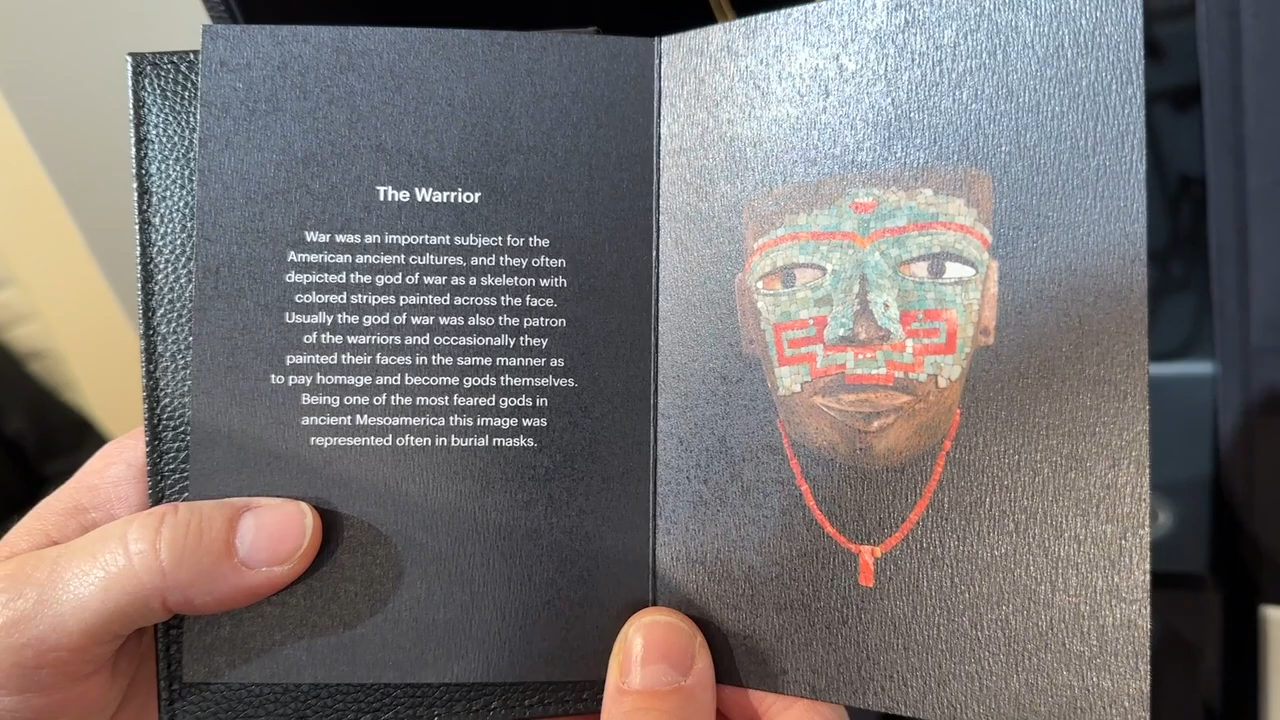 The Warrior
War was an important subject for the
American ancient cultures, and they often
depicted the god of war as a skeleton with
colored stripes painted across the face.
Usually the god of war was also the patron
of the warriors and occasionally they
painted their faces in the same manner as
to pay homage and become gods themselves.
Being one of the most feared gods in
ancient Mesoamerica this image was
represented often in burial masks.